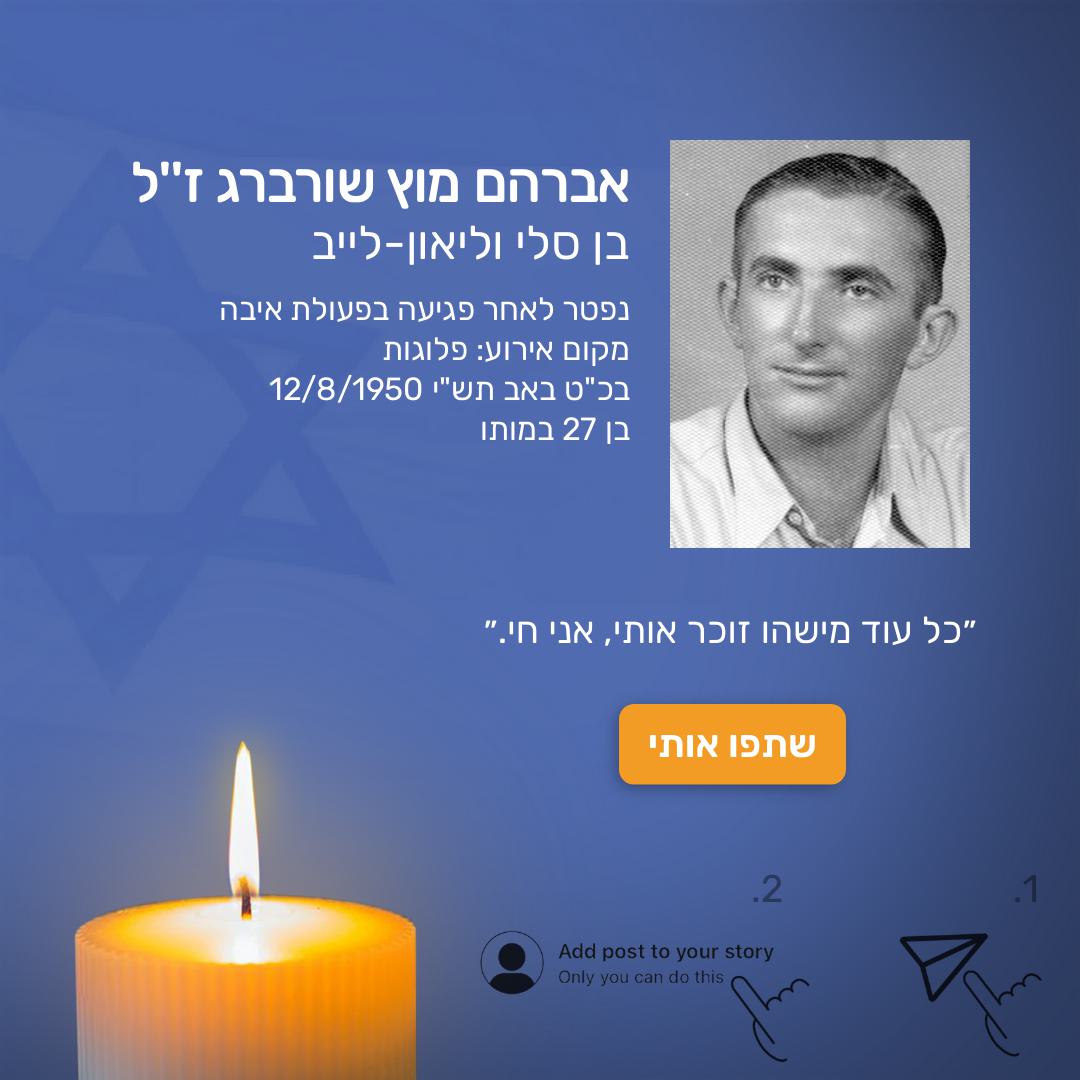 אברהם מוץ שורברג ז"ל
בן סלי וליאון-לייב
נפטר לאחר פגיעה בפעולת איבה
מקום אירוע: פלוגות
בכ"ט באב תש"י 12/8/1950
בן 27 במותו
״כל עוד מישהו זוכר אותי, אני חי.״
שתפו אותי
1.
2.
Add post to your story
Only you can do this